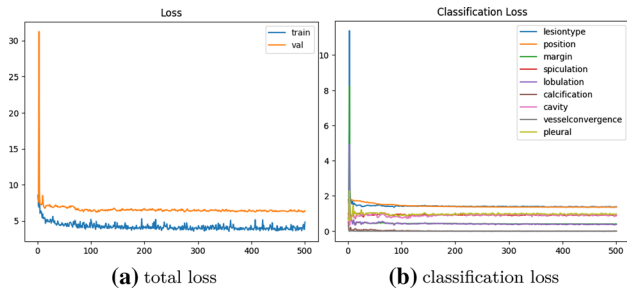 Loss
train
val
30
25
20
15
10
5
0
100
200
300
400
500
(a) total loss
Classification Loss
lesiontype
position
margin
spiculation
lobulation
calcification
cavity
vesselconvergence
pleural
10
8
6
4
2
0
0
100
200
300
400
500
(b) classification loss